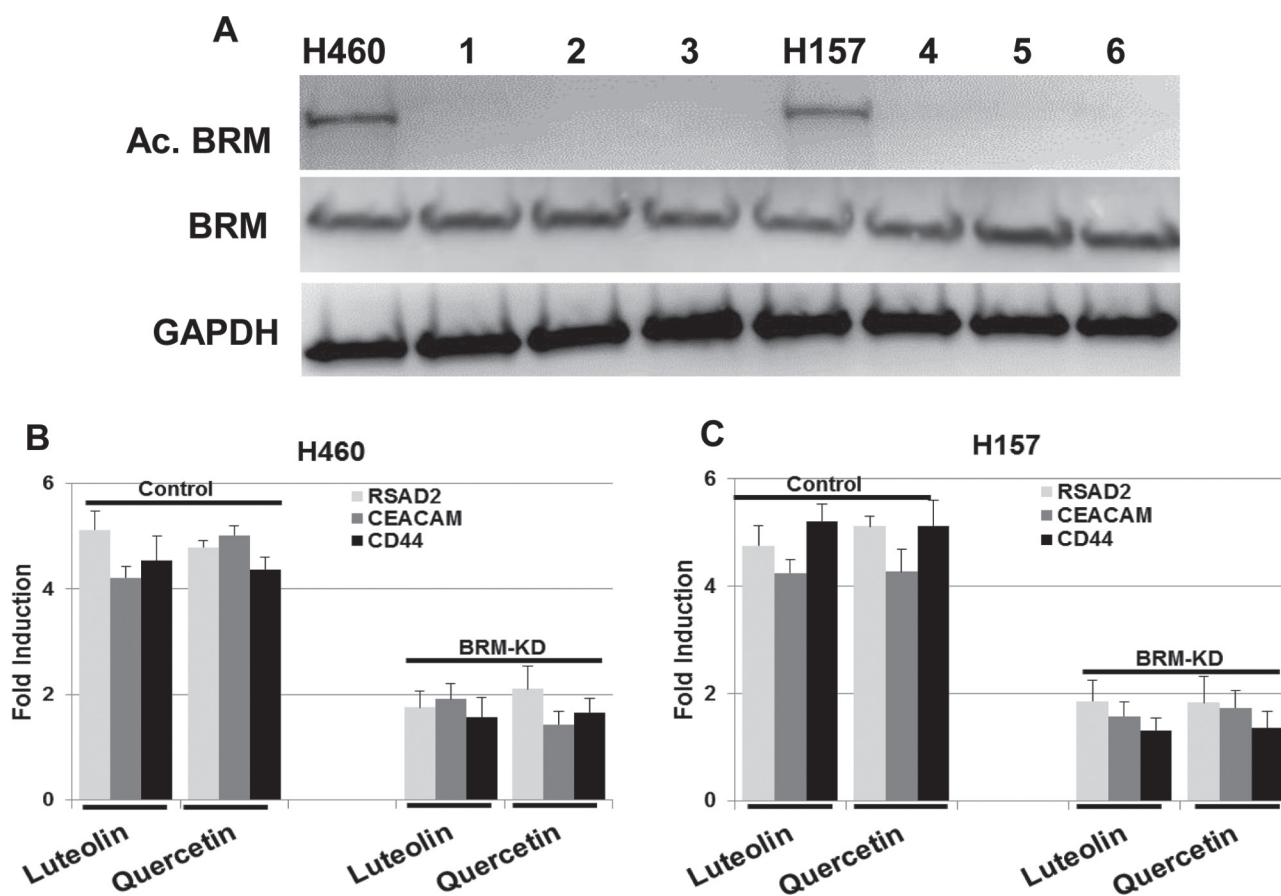 A
H460 1 2 3 H157 4 5 6
Ac. BRM
BRM
GAPDH
B
H460
6
4
2
0
Fold Induction
Control
RSAD2
CEACAM
CD44
BRM-KD
Luteolin
Quercetin
Luteolin
Quercetin
C
H157
6
4
2
0
Fold Induction
Control
RSAD2
CEACAM
CD44
BRM-KD
Luteolin
Quercetin
Luteolin
Quercetin